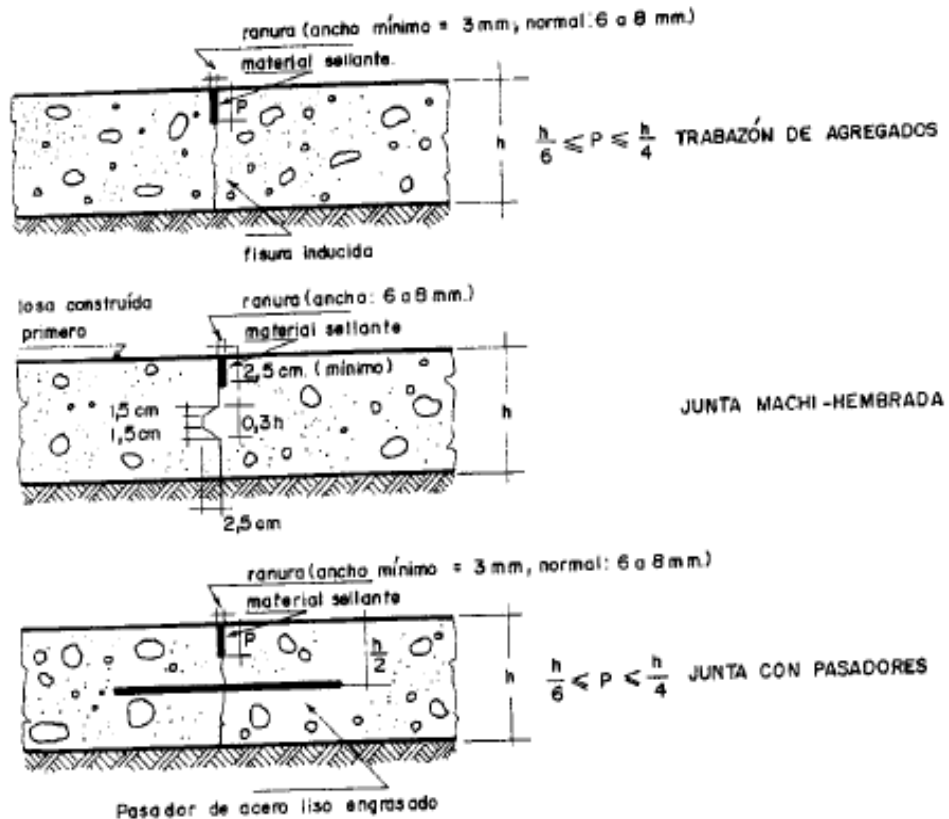 ranura (ancho mínimo = 3 mm, normal: 6 a 8 mm.)
material sellante.
P
h
h/6 ≤ P ≤ h/4 TRABAZÓN DE AGREGADOS
fisura inducida
losa construída
primero
ranura (ancho: 6 a 8 mm.)
material sellante
2,5 cm. (mínimo)
1,5 cm
1,5 cm
0,3 h
h
JUNTA MACHI-HEMBRADA
2,5 cm
ranura (ancho mínimo = 3 mm, normal: 6 a 8 mm.)
material sellante
P
h/2
h
h/6 ≤ P ≤ h/4 JUNTA CON PASADORES
Pasador de acero liso engrasado